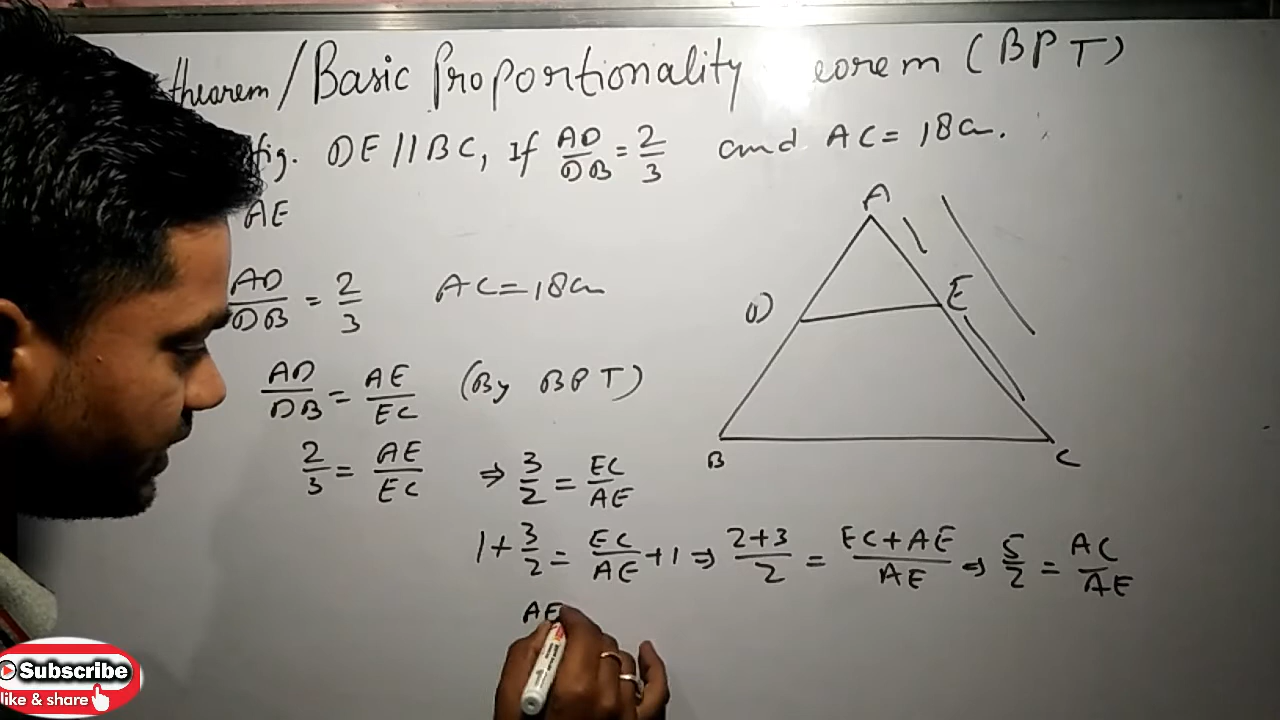 theorem / Basic Proportionality eorem (BPT)
fig. DE // BC, If AD/DB = 2/3 and AC = 18cm.
AE
AD/DB = 2/3 AC = 18cm
AD/DB = AE/EC (By BPT)
2/3 = AE/EC ⇒ 3/2 = EC/AE
1 + 3/2 = EC/AE + 1 ⇒ 2+3/2 = EC+AE/AE ⇒ 5/2 = AC/AE
AE
A
D
E
B
C
Subscribe
like & share